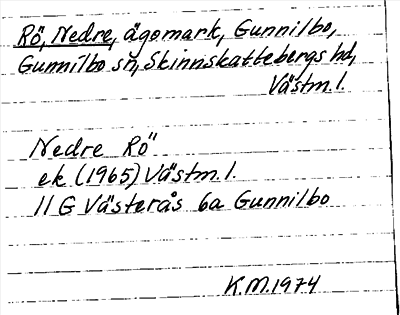 Rö, Nedre, ägomark, Gunnilbo,
Gunnilbo sn, Skinnskattebergs hd,
Västm. l.
Nedre Rö
ek (1965) Västm. l.
11 G Västerås 6a Gunnilbo
K.M. 1974